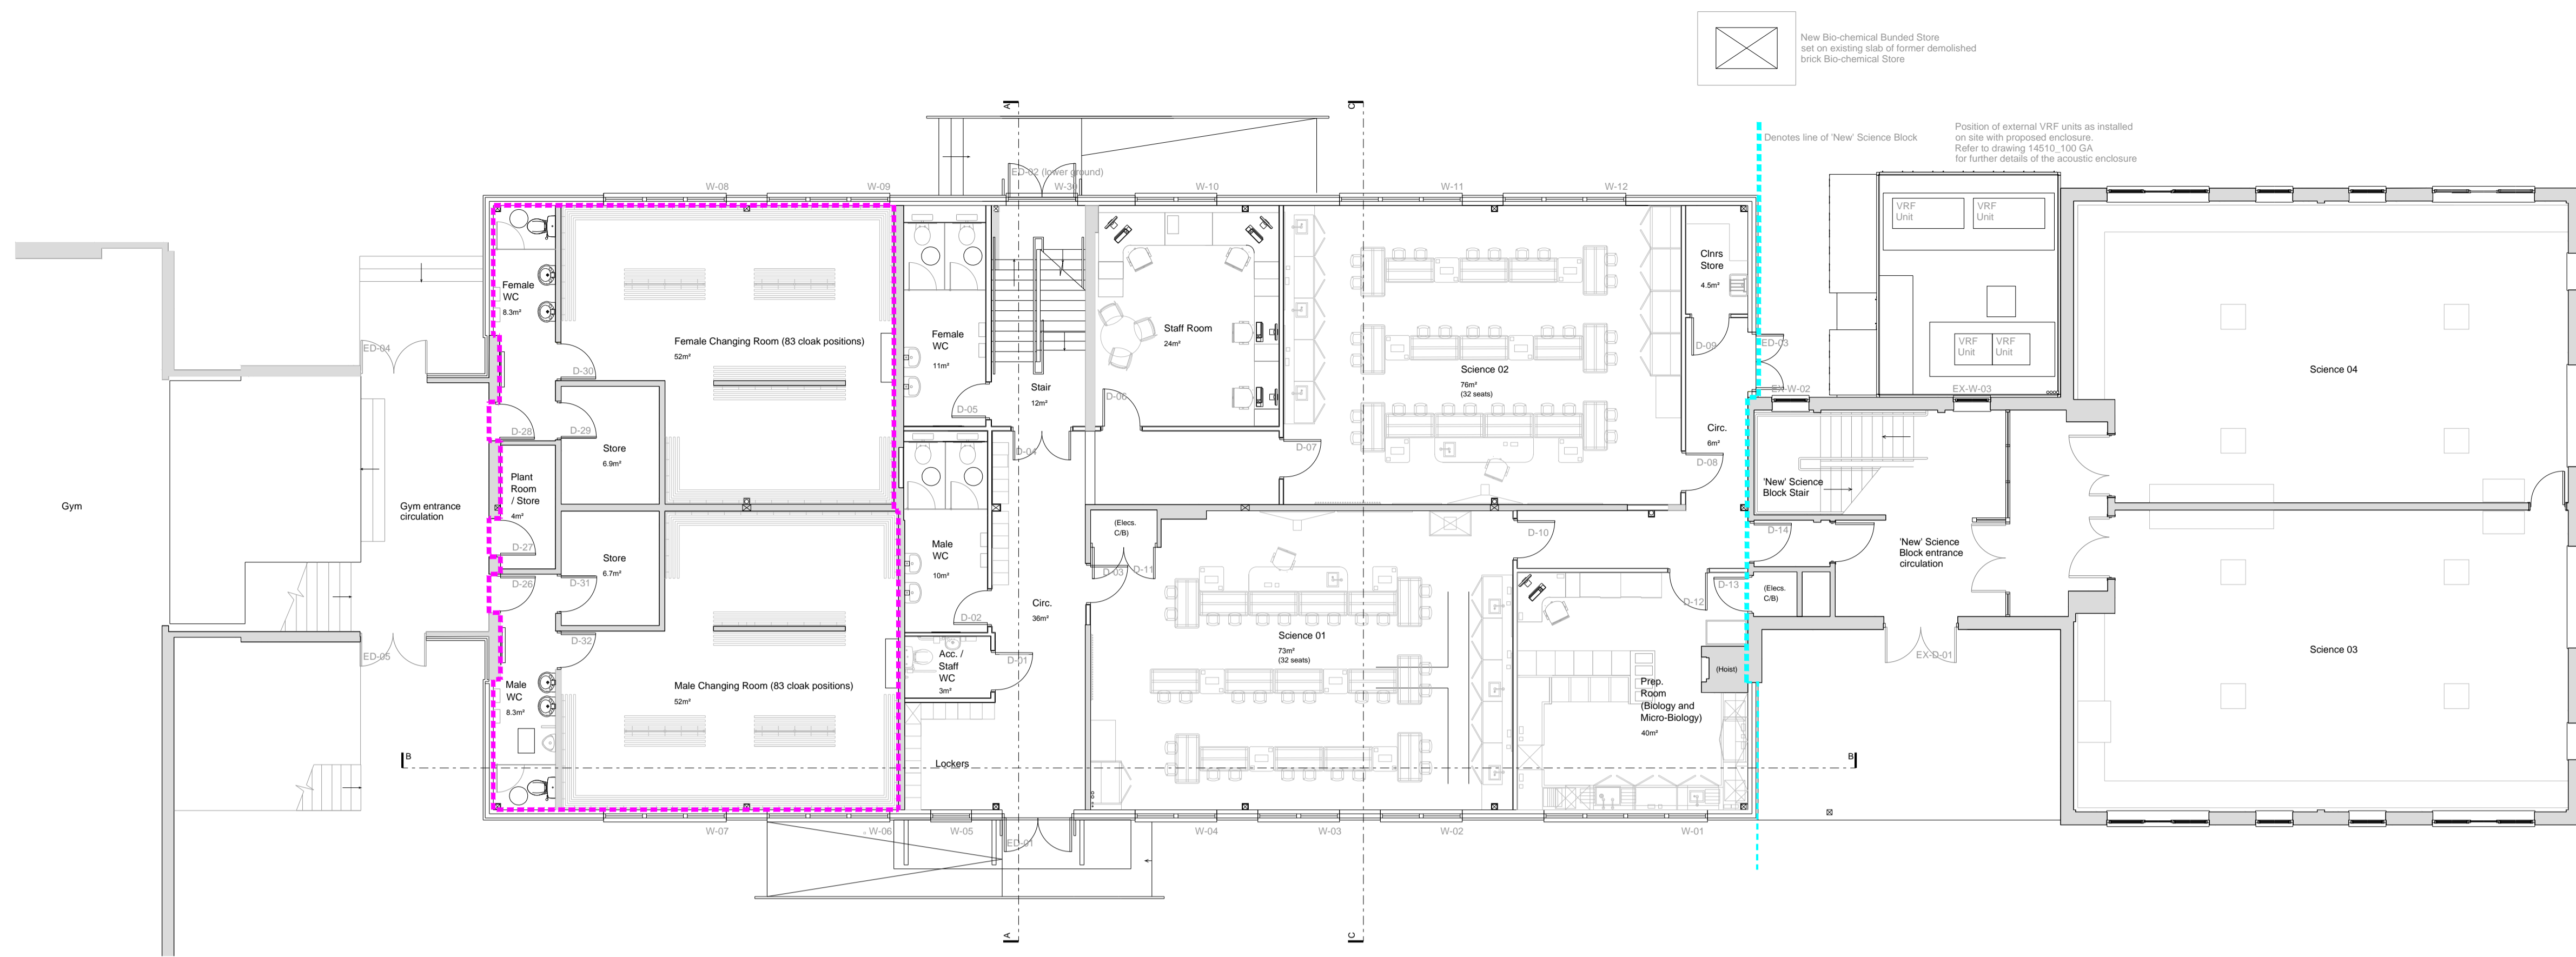 New Bio-chemical Bunded Store
set on existing slab of former demolished
brick Bio-chemical Store
A
C
Denotes line of 'New' Science Block
Position of external VRF units as installed
on site with proposed enclosure.
Refer to drawing 14510_100 GA
for further details of the acoustic enclosure
ED-02 (lower ground)
W-08
W-09
W-30
W-10
W-11
W-12
VRF
Unit
VRF
Unit
Female
WC
8.3m²
Clnrs
Store
4.5m²
Female Changing Room (83 cloak positions)
52m²
Female
WC
11m²
Staff Room
24m²
ED-04
D-30
D-09
ED-03
VRF
Unit
VRF
Unit
Science 02
76m²
(32 seats)
Science 04
Stair
12m²
EX-W-02
EX-W-03
D-05
D-06
D-28
D-29
Circ.
6m²
Store
6.9m²
D-04
D-07
D-08
Plant
Room
/ Store
4m²
'New' Science
Block Stair
Gym
Gym entrance
circulation
(Elecs.
C/B)
D-10
D-14
D-27
Male
WC
10m²
'New' Science
Block entrance
circulation
Store
6.7m²
D-26
D-31
D-03
D-11
D-12
D-13
(Elecs.
C/B)
Circ.
36m²
D-02
D-32
Science 01
73m²
(32 seats)
ED-05
Acc. /
Staff
WC
3m²
D-01
EX-D-01
Science 03
(Hoist)
Male
WC
8.3m²
Male Changing Room (83 cloak positions)
52m²
Prep.
Room
(Biology and
Micro-Biology)
40m²
B
Lockers
B
W-07
W-06
W-05
ED-01
W-04
W-03
W-02
W-01
A
C